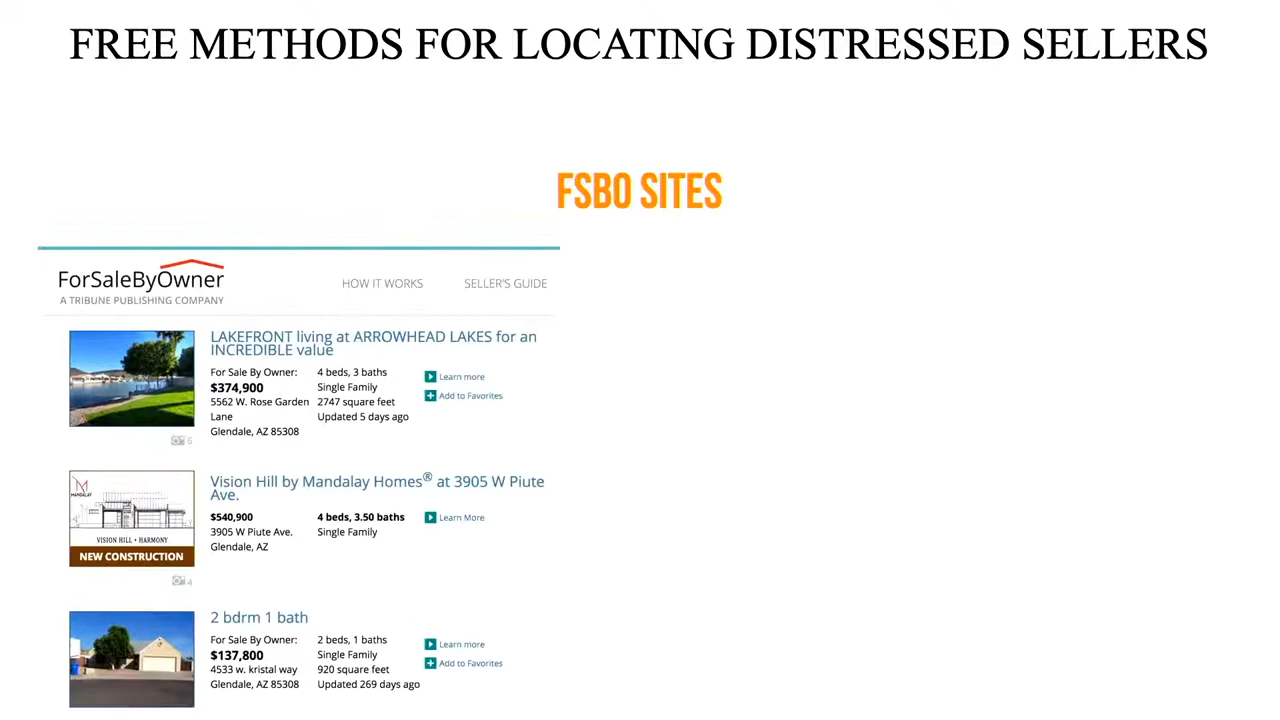 FREE METHODS FOR LOCATING DISTRESSED SELLERS
FSBO SITES
ForSaleByOwner
A TRIBUNE PUBLISHING COMPANY
HOW IT WORKS
SELLER'S GUIDE
LAKEFRONT living at ARROWHEAD LAKES for an
INCREDIBLE value
For Sale By Owner:
$374,900
5562 W. Rose Garden
Lane
Glendale, AZ 85308
4 beds, 3 baths
Single Family
2747 square feet
Updated 5 days ago
Learn more
Add to Favorites
6
Vision Hill by Mandalay Homes® at 3905 W Piute
Ave.
$540,900
3905 W Piute Ave.
Glendale, AZ
4 beds, 3.50 baths
Single Family
Learn More
MANDALAY
VISION HILL • HARMONY
NEW CONSTRUCTION
4
2 bdrm 1 bath
For Sale By Owner:
$137,800
4533 w. kristal way
Glendale, AZ 85308
2 beds, 1 baths
Single Family
920 square feet
Updated 269 days ago
Learn more
Add to Favorites